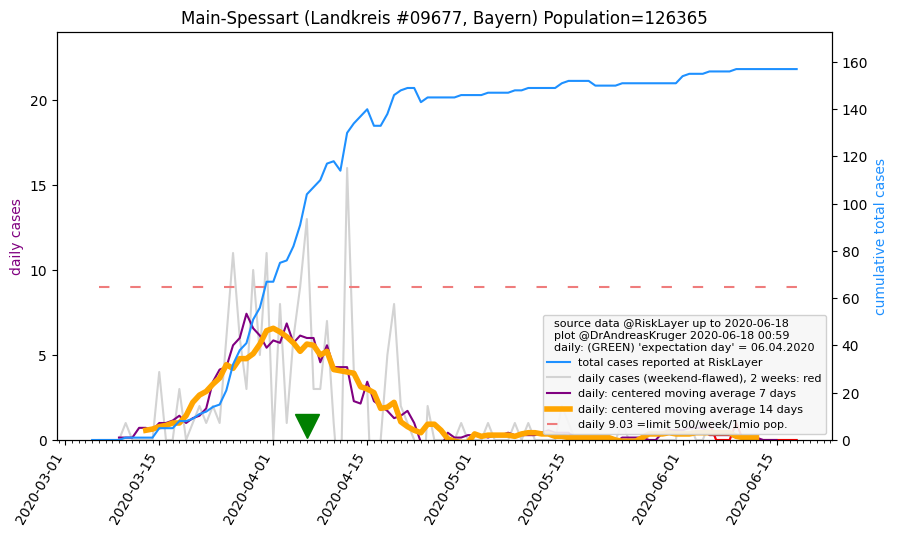 Main-Spessart (Landkreis #09677, Bayern) Population=126365
daily cases
20
15
10
5
0
160
140
120
100
80
60
40
20
0
cumulative total cases
source data @RiskLayer up to 2020-06-18
plot @DrAndreasKruger 2020-06-18 00:59
daily: (GREEN) 'expectation day' = 06.04.2020
total cases reported at RiskLayer
daily cases (weekend-flawed), 2 weeks: red
daily: centered moving average 7 days
daily: centered moving average 14 days
daily 9.03 =limit 500/week/1mio pop.
2020-03-01
2020-03-15
2020-04-01
2020-04-15
2020-05-01
2020-05-15
2020-06-01
2020-06-15